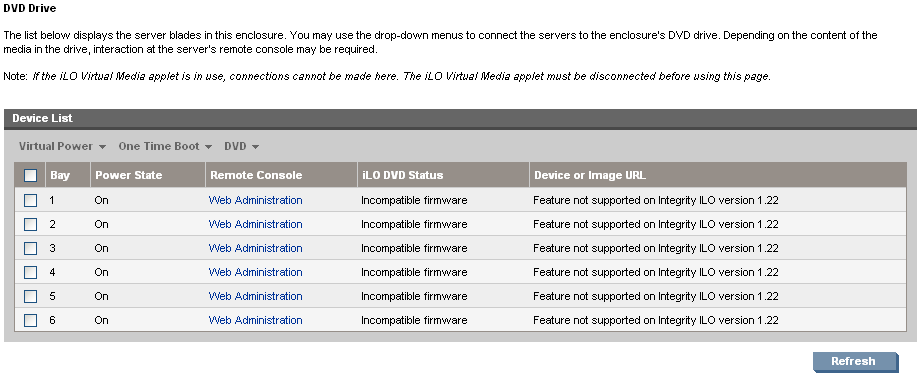 DVD Drive
The list below displays the server blades in this enclosure. You may use the drop-down menus to connect the servers to the enclosure's DVD drive. Depending on the content of the
media in the drive, interaction at the server's remote console may be required.
Note: If the iLO Virtual Media applet is in use, connections cannot be made here. The iLO Virtual Media applet must be disconnected before using this page.
Device List
Virtual Power One Time Boot DVD
Bay Power State Remote Console iLO DVD Status Device or Image URL
1 On Web Administration Incompatible firmware Feature not supported on Integrity ILO version 1.22
2 On Web Administration Incompatible firmware Feature not supported on Integrity ILO version 1.22
3 On Web Administration Incompatible firmware Feature not supported on Integrity ILO version 1.22
4 On Web Administration Incompatible firmware Feature not supported on Integrity ILO version 1.22
5 On Web Administration Incompatible firmware Feature not supported on Integrity ILO version 1.22
6 On Web Administration Incompatible firmware Feature not supported on Integrity ILO version 1.22
Refresh